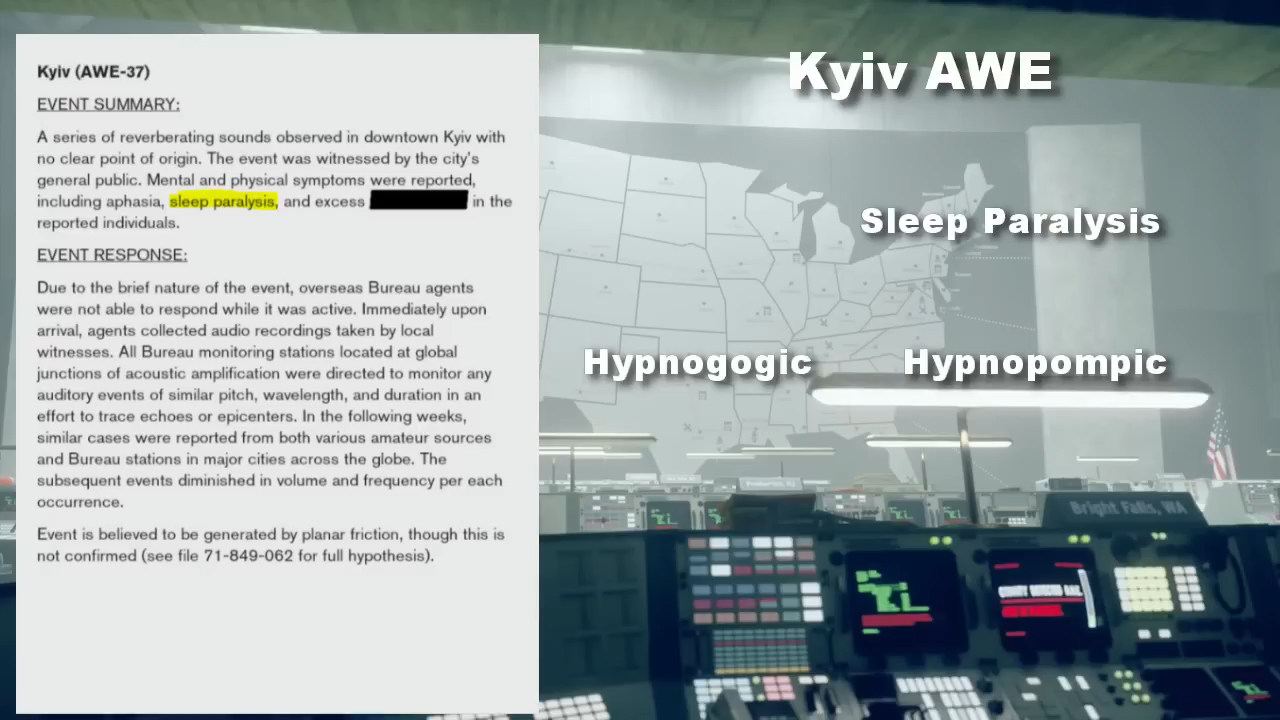 Kyiv (AWE-37)
EVENT SUMMARY:
A series of reverberating sounds observed in downtown Kyiv with
no clear point of origin. The event was witnessed by the city's
general public. Mental and physical symptoms were reported,
including aphasia, sleep paralysis, and excess in the
reported individuals.
EVENT RESPONSE:
Due to the brief nature of the event, overseas Bureau agents
were not able to respond while it was active. Immediately upon
arrival, agents collected audio recordings taken by local
witnesses. All Bureau monitoring stations located at global
junctions of acoustic amplification were directed to monitor any
auditory events of similar pitch, wavelength, and duration in an
effort to trace echoes or epicenters. In the following weeks,
similar cases were reported from both various amateur sources
and Bureau stations in major cities across the globe. The
subsequent events diminished in volume and frequency per each
occurrence.
Event is believed to be generated by planar friction, though this is
not confirmed (see file 71-849-062 for full hypothesis).
Kyiv AWE
Sleep Paralysis
Hypnogogic
Hypnopompic
Bright Falls, WA